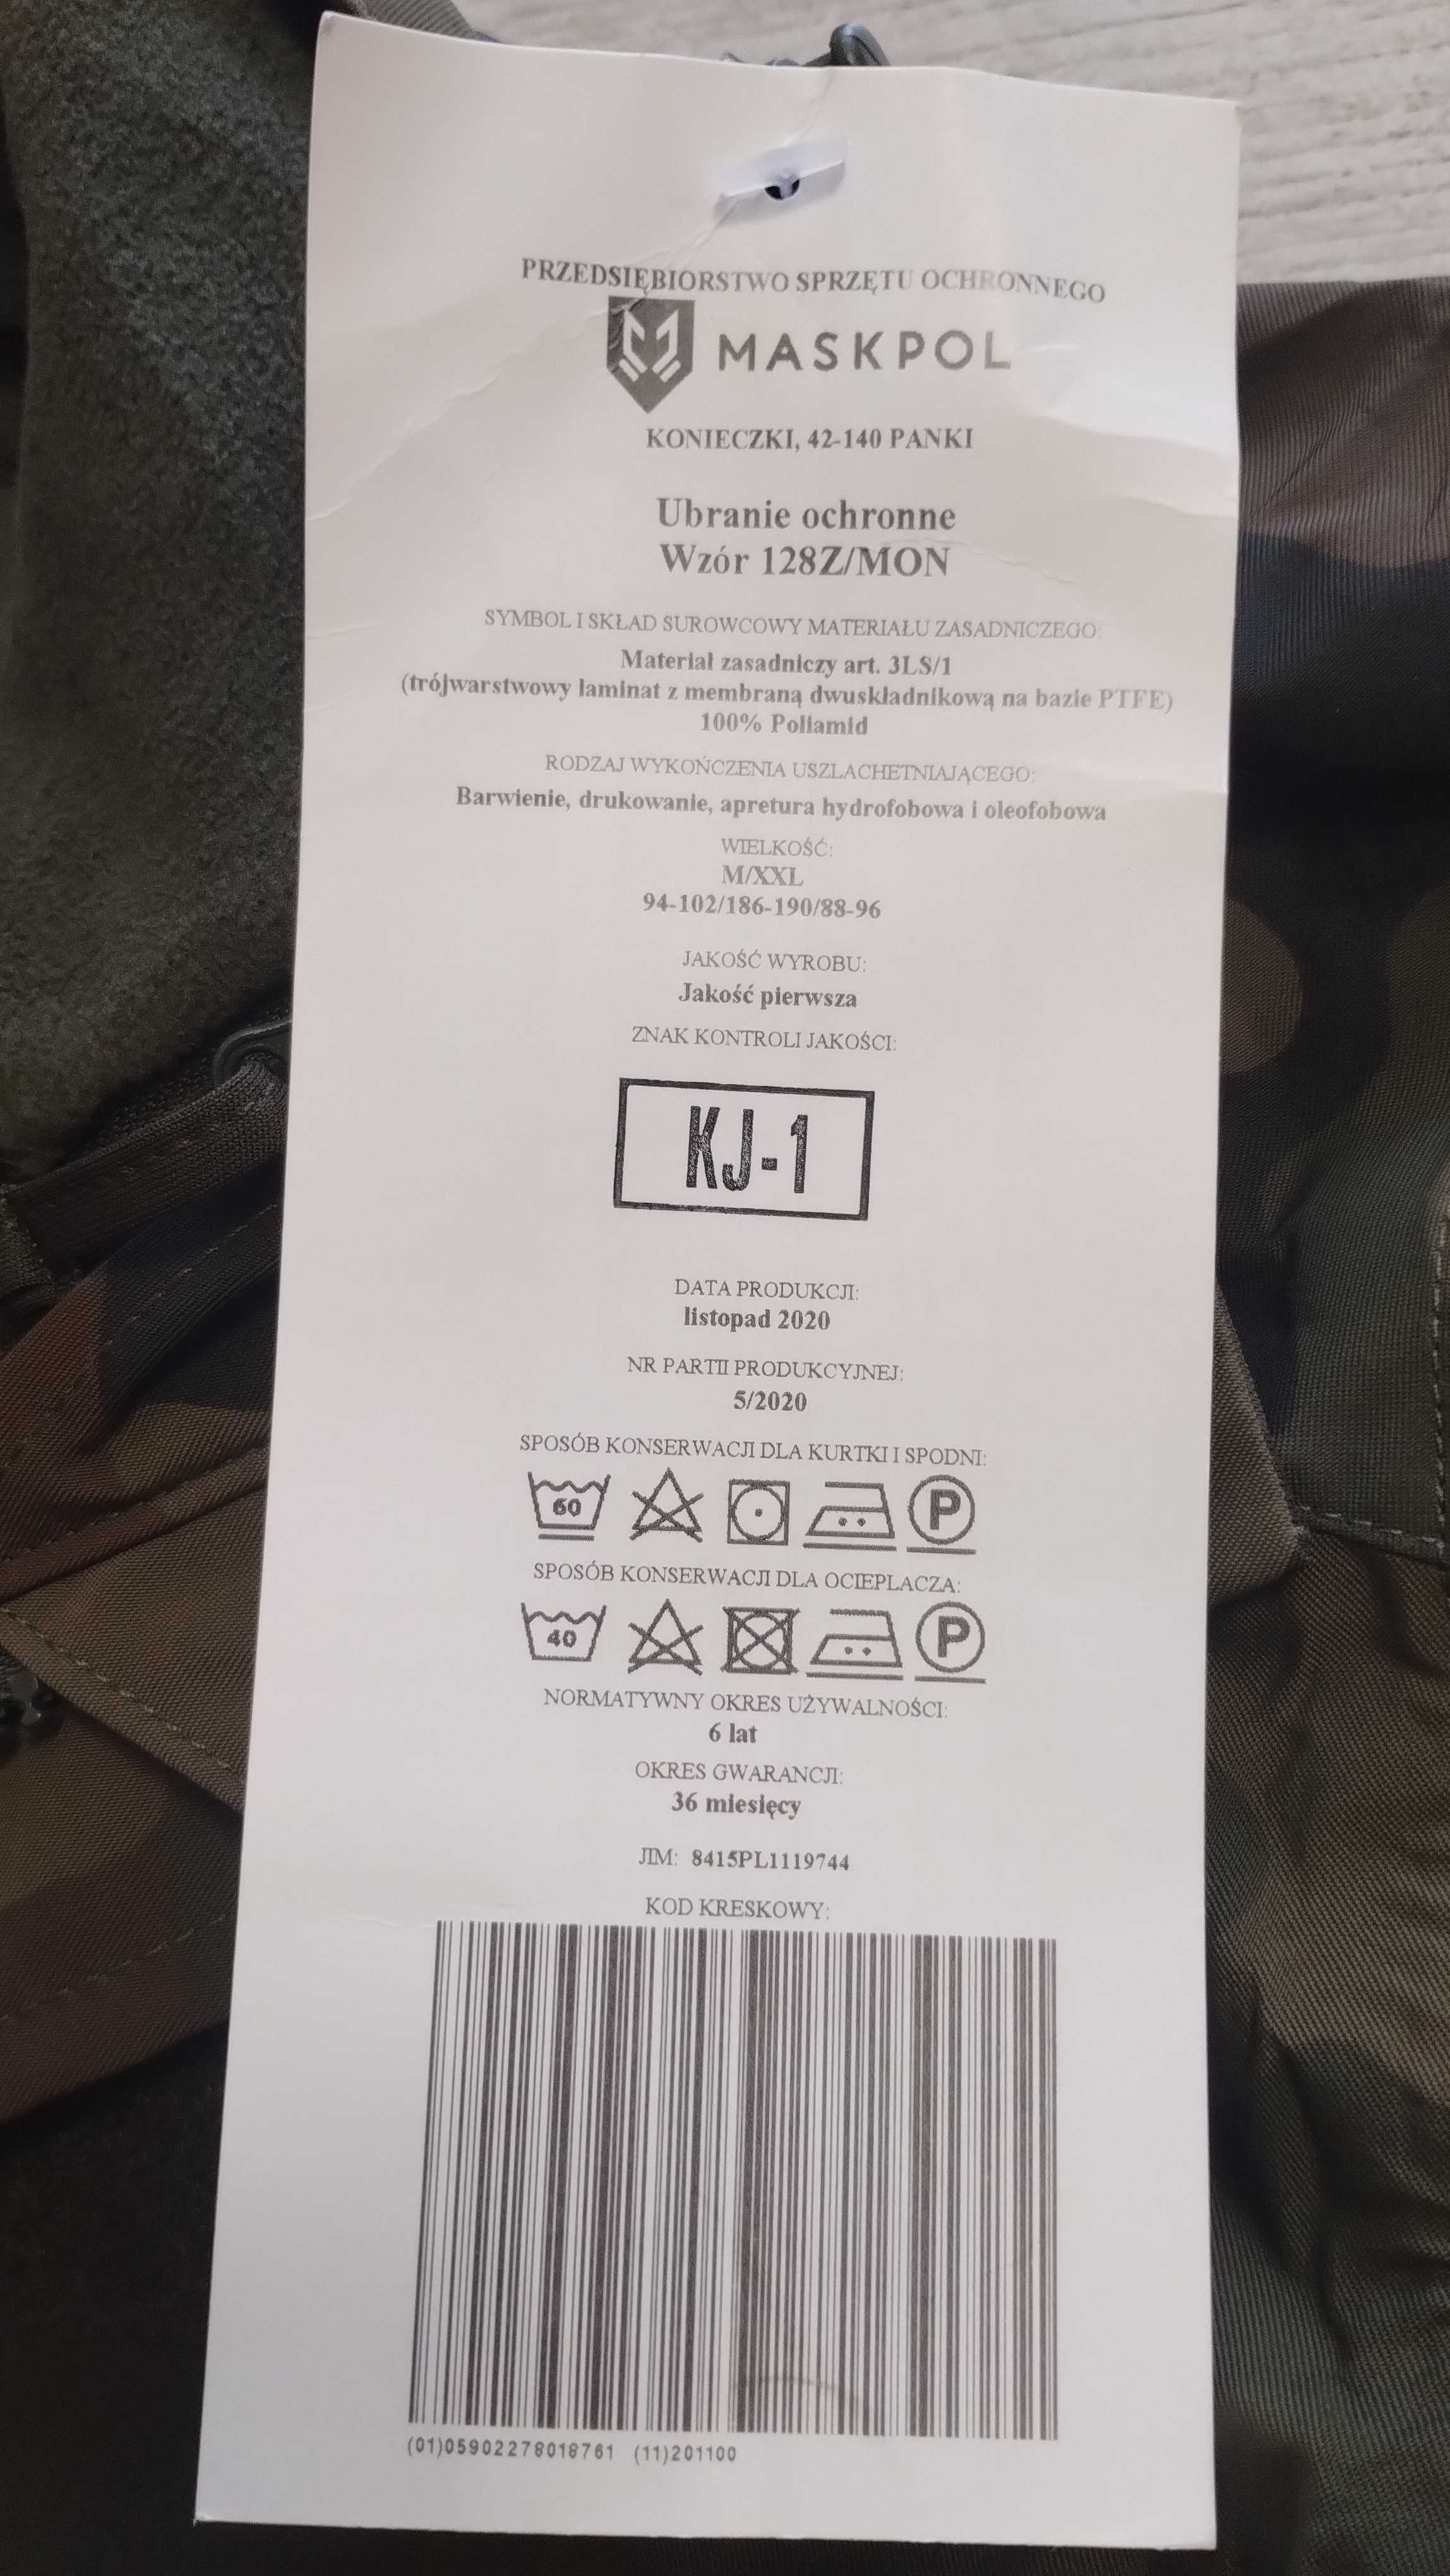 PRZEDSIĘBIORSTWO SPRZĘTU OCHRONNEGO
MASKPOL
KONIECZKI, 42-140 PANKI
Ubranie ochronne
Wzór 128Z/MON
SYMBOL I SKŁAD SUROWCOWY MATERIAŁU ZASADNICZEGO:
Materiał zasadniczy art. 3LS/1
(trójwarstwowy laminat z membraną dwuskładnikową na bazie PTFE)
100% Poliamid
RODZAJ WYKOŃCZENIA USZLACHETNIAJĄCEGO:
Barwienie, drukowanie, apretura hydrofobowa i oleofobowa
WIELKOŚĆ:
M/XXL
94-102/186-190/88-96
JAKOŚĆ WYROBU:
Jakość pierwsza
ZNAK KONTROLI JAKOŚCI:
KJ-1
DATA PRODUKCJI:
listopad 2020
NR PARTII PRODUKCYJNEJ:
5/2020
SPOSÓB KONSERWACJI DLA KURTKI I SPODNI:
60 P
SPOSÓB KONSERWACJI DLA OCIEPLACZA:
40 P
NORMATYWNY OKRES UŻYWALNOŚCI:
6 lat
OKRES GWARANCJI:
36 miesięcy
JIM: 8415PL1119744
KOD KRESKOWY:
(01)05902278018761 (11)201100